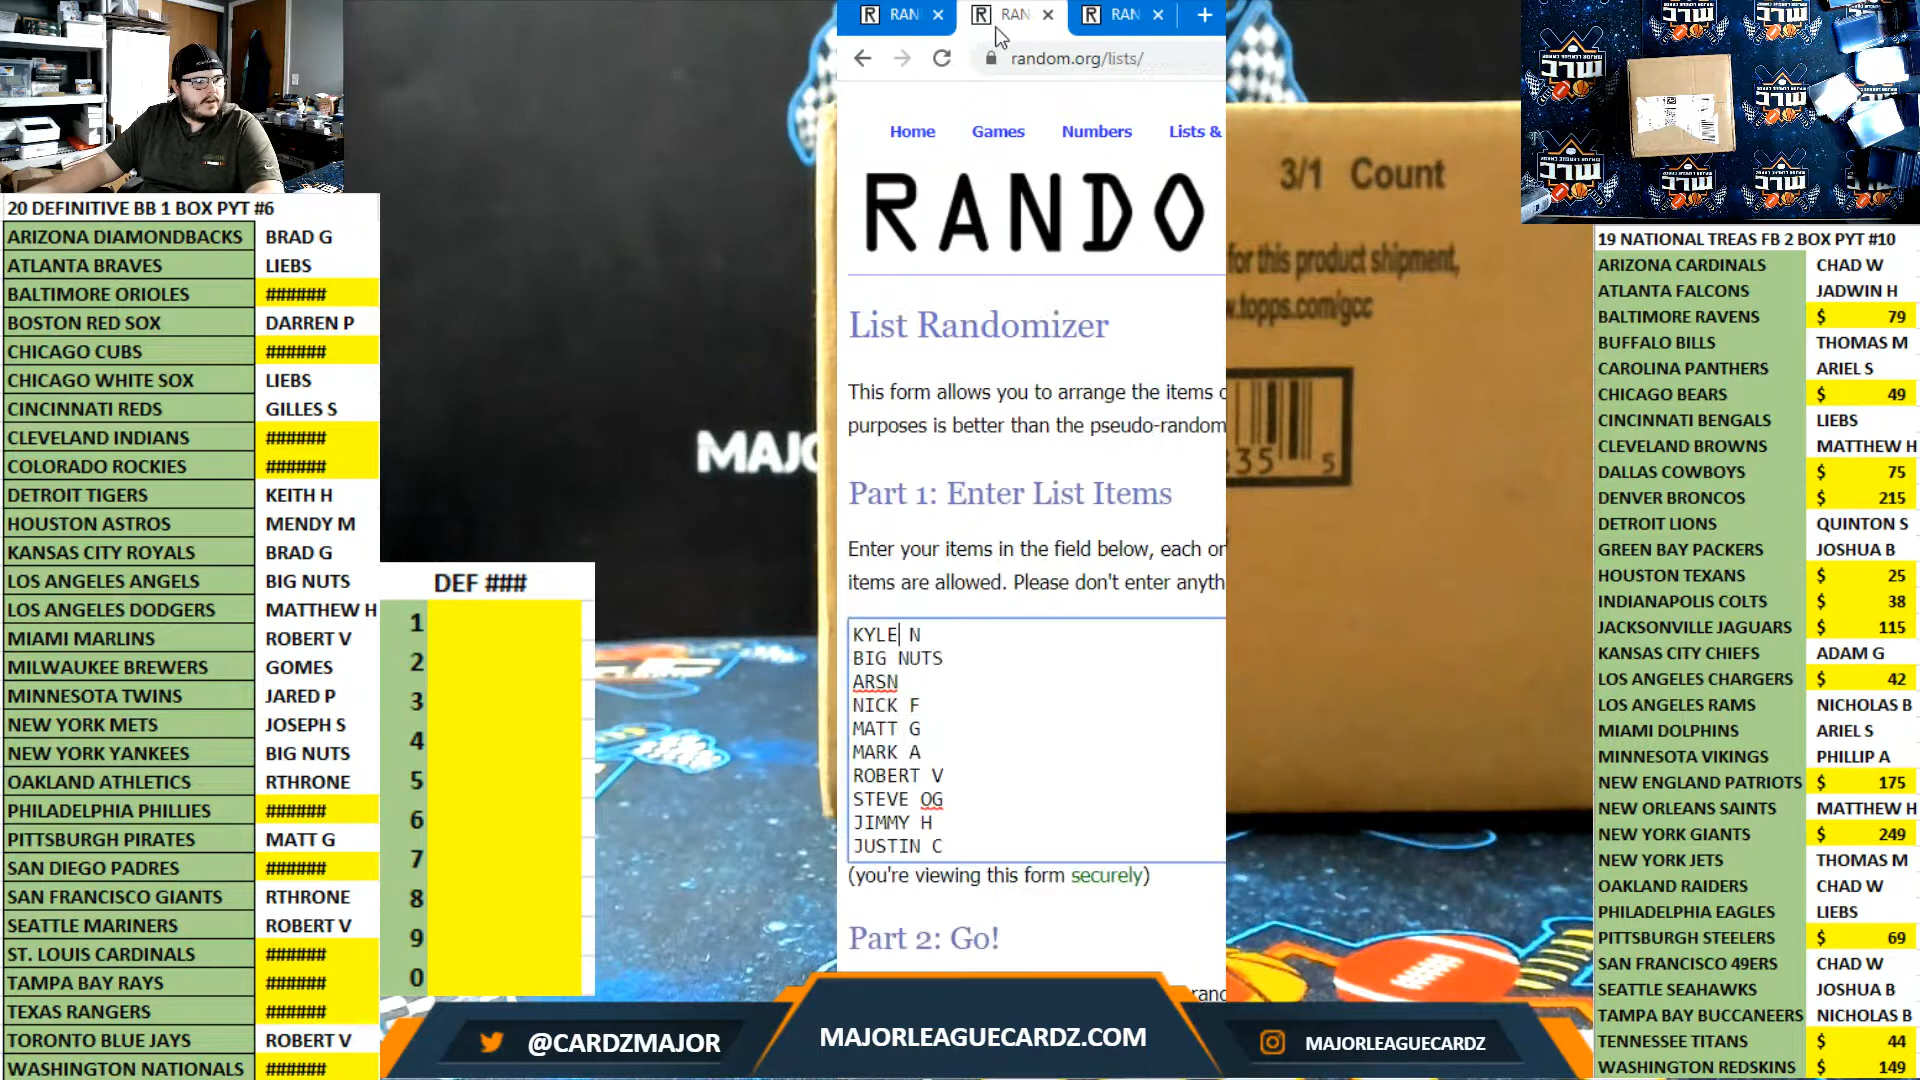 RAN
RAN
RAN
random.org/lists/
Home Games Numbers Lists &
RANDO
List Randomizer
This form allows you to arrange the items
purposes is better than the pseudo-random
Part 1: Enter List Items
Enter your items in the field below, each
items are allowed. Please don't enter
KYLE N
BIG NUTS
ARSN
NICK F
MATT G
MARK A
ROBERT V
STEVE OG
JIMMY H
JUSTIN C
(you're viewing this form securely)
Part 2: Go!
20 DEFINITIVE BB 1 BOX PYT #6
ARIZONA DIAMONDBACKS BRAD G
ATLANTA BRAVES LIEBS
BALTIMORE ORIOLES ######
BOSTON RED SOX DARREN P
CHICAGO CUBS ######
CHICAGO WHITE SOX LIEBS
CINCINNATI REDS GILLES S
CLEVELAND INDIANS ######
COLORADO ROCKIES ######
DETROIT TIGERS KEITH H
HOUSTON ASTROS MENDY M
KANSAS CITY ROYALS BRAD G
LOS ANGELES ANGELS BIG NUTS
LOS ANGELES DODGERS MATTHEW H
MIAMI MARLINS ROBERT V
MILWAUKEE BREWERS GOMES
MINNESOTA TWINS JARED P
NEW YORK METS JOSEPH S
NEW YORK YANKEES BIG NUTS
OAKLAND ATHLETICS RTHRONE
PHILADELPHIA PHILLIES ######
PITTSBURGH PIRATES MATT G
SAN DIEGO PADRES ######
SAN FRANCISCO GIANTS RTHRONE
SEATTLE MARINERS ROBERT V
ST. LOUIS CARDINALS ######
TAMPA BAY RAYS ######
TEXAS RANGERS ######
TORONTO BLUE JAYS ROBERT V
WASHINGTON NATIONALS ######
DEF ###
1
2
3
4
5
6
7
8
9
0
3/1 Count
for this product shipment,
.topps.com/gcc
35 5
19 NATIONAL TREAS FB 2 BOX PYT #10
ARIZONA CARDINALS CHAD W
ATLANTA FALCONS JADWIN H
BALTIMORE RAVENS $ 79
BUFFALO BILLS THOMAS M
CAROLINA PANTHERS ARIEL S
CHICAGO BEARS $ 49
CINCINNATI BENGALS LIEBS
CLEVELAND BROWNS MATTHEW H
DALLAS COWBOYS $ 75
DENVER BRONCOS $ 215
DETROIT LIONS QUINTON S
GREEN BAY PACKERS JOSHUA B
HOUSTON TEXANS $ 25
INDIANAPOLIS COLTS $ 38
JACKSONVILLE JAGUARS $ 115
KANSAS CITY CHIEFS ADAM G
LOS ANGELES CHARGERS $ 42
LOS ANGELES RAMS NICHOLAS B
MIAMI DOLPHINS ARIEL S
MINNESOTA VIKINGS PHILLIP A
NEW ENGLAND PATRIOTS $ 175
NEW ORLEANS SAINTS MATTHEW H
NEW YORK GIANTS $ 249
NEW YORK JETS THOMAS M
OAKLAND RAIDERS CHAD W
PHILADELPHIA EAGLES LIEBS
PITTSBURGH STEELERS $ 69
SAN FRANCISCO 49ERS CHAD W
SEATTLE SEAHAWKS JOSHUA B
TAMPA BAY BUCCANEERS NICHOLAS B
TENNESSEE TITANS $ 44
WASHINGTON REDSKINS $ 149
@CARDZMAJOR
MAJORLEAGUECARDZ.COM
MAJORLEAGUECARDZ